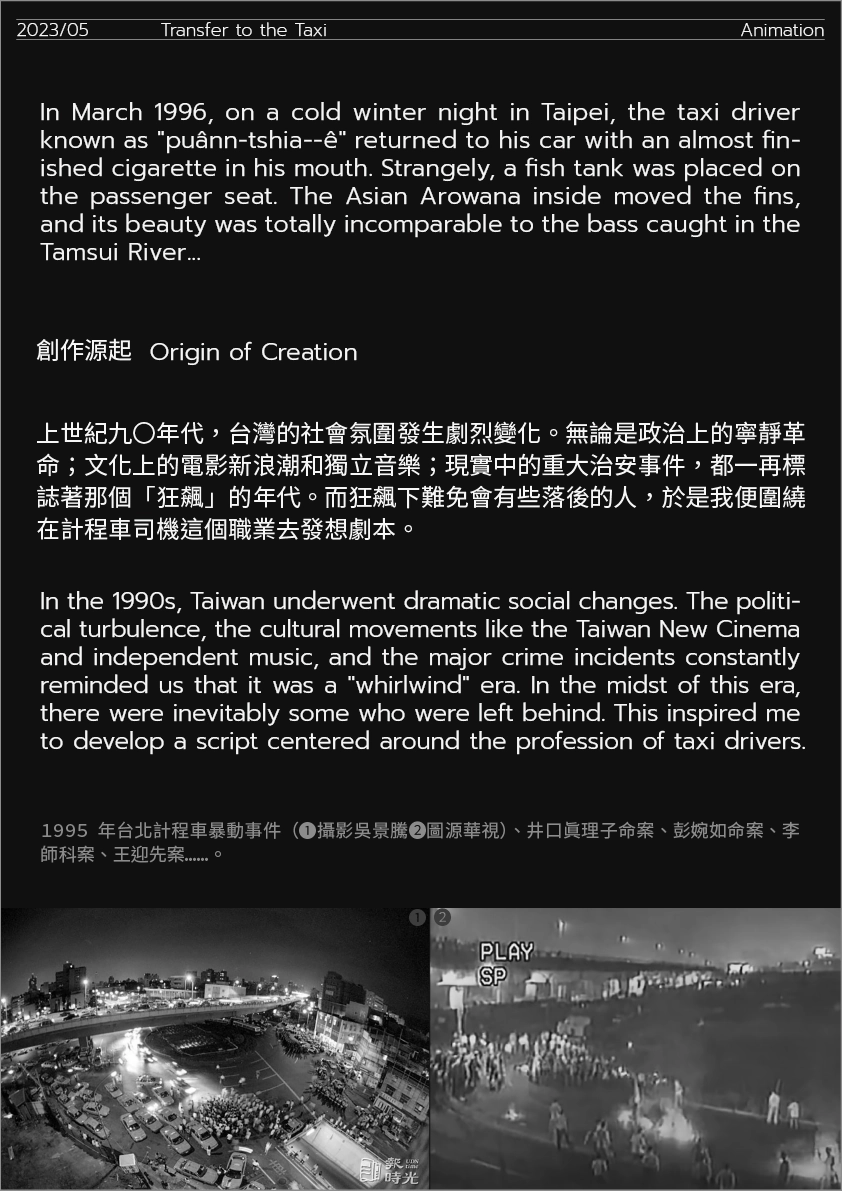 2023/05 Transfer to the Taxi Animation
In March 1996, on a cold winter night in Taipei, the taxi driver
known as "puânn-tshia--ê" returned to his car with an almost fin-
ished cigarette in his mouth. Strangely, a fish tank was placed on
the passenger seat. The Asian Arowana inside moved the fins,
and its beauty was totally incomparable to the bass caught in the
Tamsui River...
創作源起 Origin of Creation
上世紀九〇年代，台灣的社會氛圍發生劇烈變化。無論是政治上的寧靜革
命；文化上的電影新浪潮和獨立音樂；現實中的重大治安事件，都一再標
誌著那個「狂飆」的年代。而狂飆下難免會有些落後的人，於是我便圍繞
在計程車司機這個職業去發想劇本。
In the 1990s, Taiwan underwent dramatic social changes. The politi-
cal turbulence, the cultural movements like the Taiwan New Cinema
and independent music, and the major crime incidents constantly
reminded us that it was a "whirlwind" era. In the midst of this era,
there were inevitably some who were left behind. This inspired me
to develop a script centered around the profession of taxi drivers.
1995 年台北計程車暴動事件（❶攝影吳景騰❷圖源華視）、井口真理子命案、彭婉如命案、李
師科案、王迎先案......。
1 2
PLAY
SP
報 UDN
time
時光